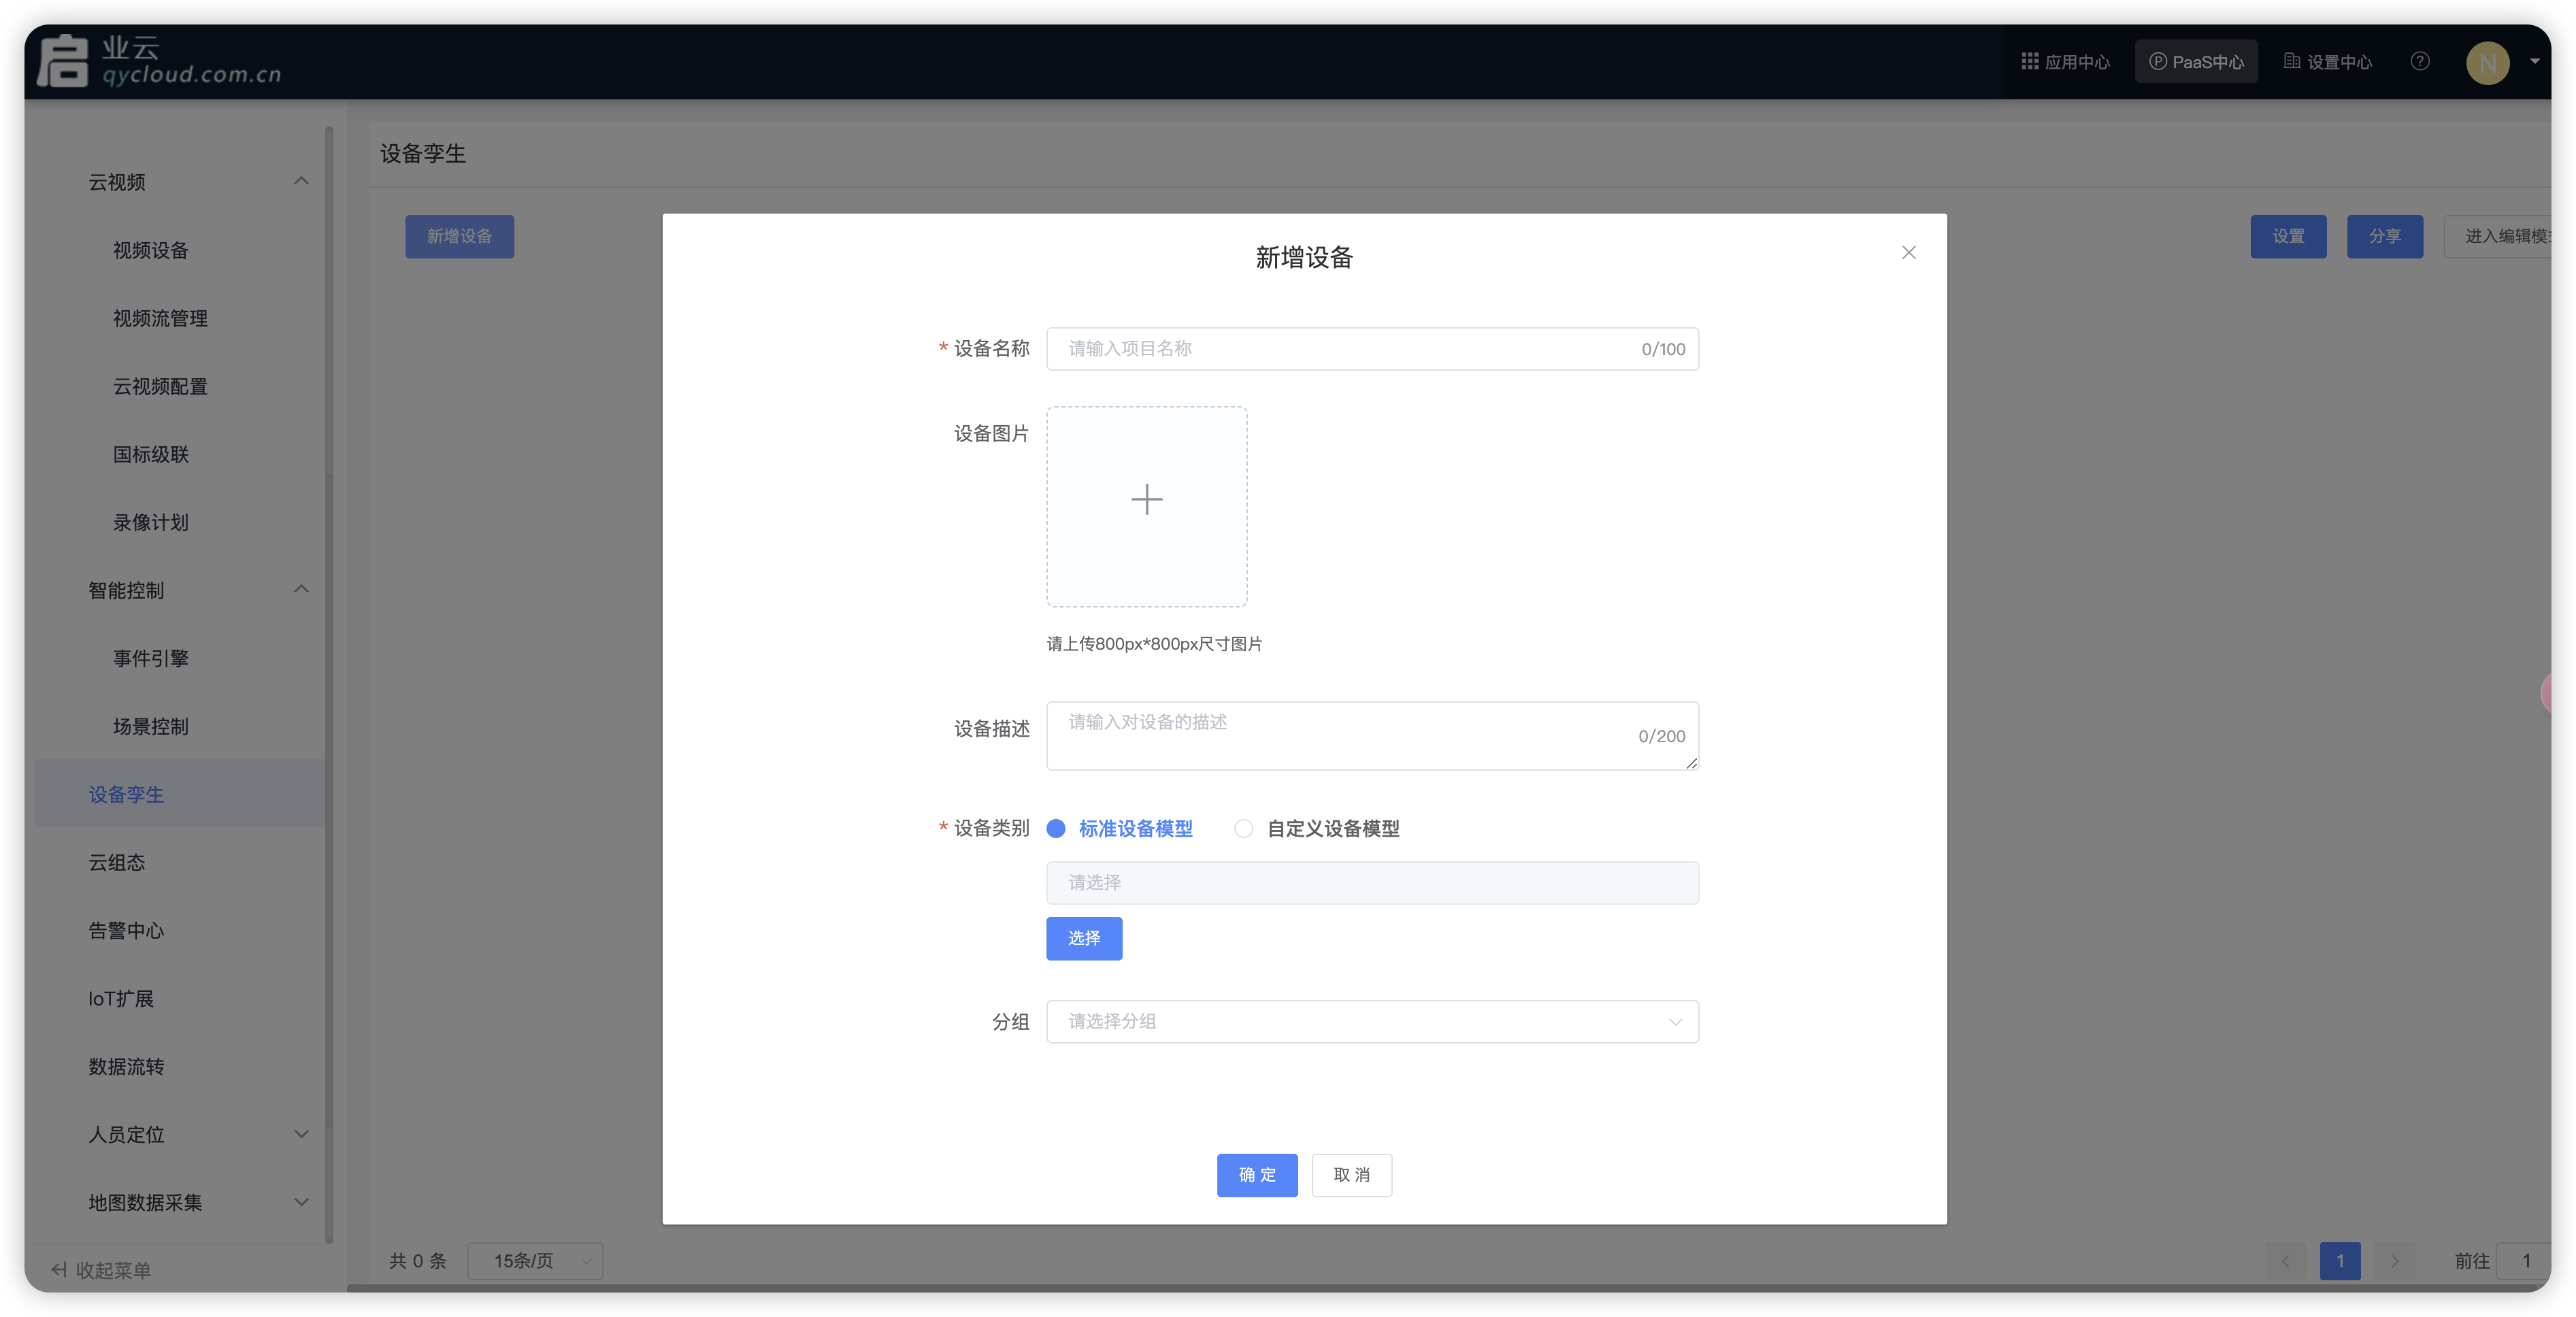 启
业云
qycloud.com.cn
应用中心
PaaS中心
设置中心
N
云视频
视频设备
视频流管理
云视频配置
国标级联
录像计划
智能控制
事件引擎
场景控制
设备孪生
云组态
告警中心
IoT扩展
数据流转
人员定位
地图数据采集
收起菜单
设备孪生
新增设备
设置
分享
进入编辑模
新增设备
* 设备名称
请输入项目名称
0/100
设备图片
请上传800px*800px尺寸图片
设备描述
请输入对设备的描述
0/200
* 设备类别
标准设备模型
自定义设备模型
请选择
选择
分组
请选择分组
确 定
取 消
共 0 条
15条/页
1
前往
1